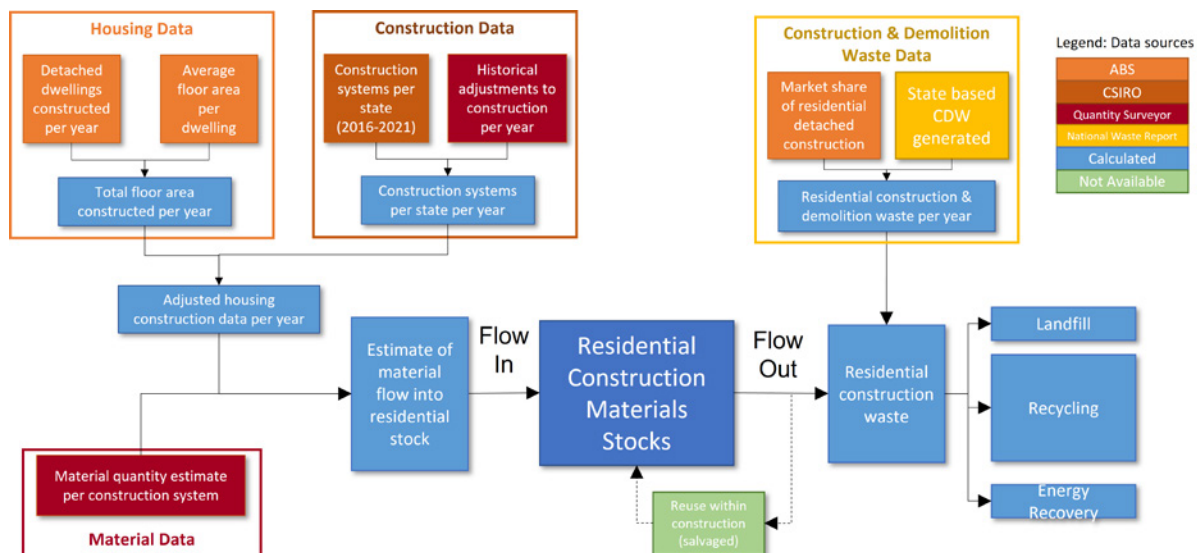 Housing Data
Detached
dwellings
constructed
per year
Average
floor area
per
dwelling
Total floor area
constructed per year
Construction Data
Construction
systems per
state
(2016-2021)
Historical
adjustments to
construction
per year
Construction systems
per state per year
Construction & Demolition
Waste Data
Market share
of residential
detached
construction
State based
CDW
generated
Residential construction &
demolition waste per year
Legend: Data sources
ABS
CSIRO
Quantity Surveyor
National Waste Report
Calculated
Not Available
Adjusted housing
construction data per year
Estimate of
material
flow into
residential
stock
Flow
In
Residential
Construction
Materials
Stocks
Flow
Out
Residential
construction
waste
Landfill
Recycling
Energy
Recovery
Reuse within
construction
(salvaged)
Material quantity estimate
per construction system
Material Data